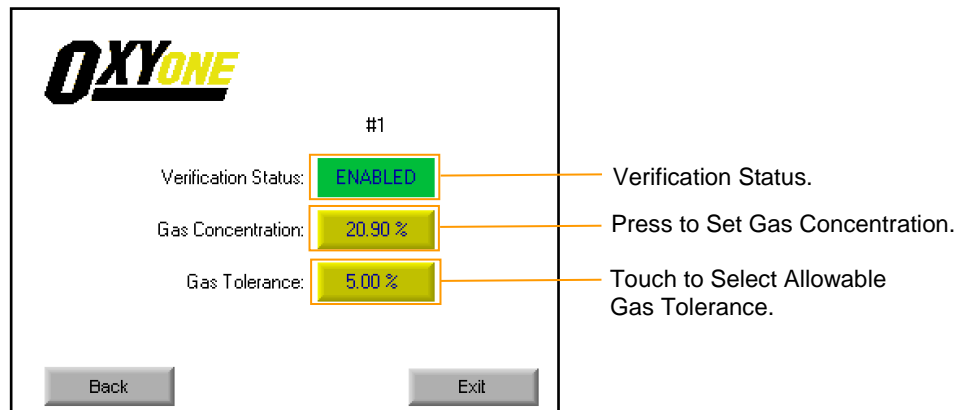 OXYONE
#1
Verification Status: ENABLED Verification Status.
Gas Concentration: 20.90 % Press to Set Gas Concentration.
Gas Tolerance: 5.00 % Touch to Select Allowable
Gas Tolerance.
Back Exit